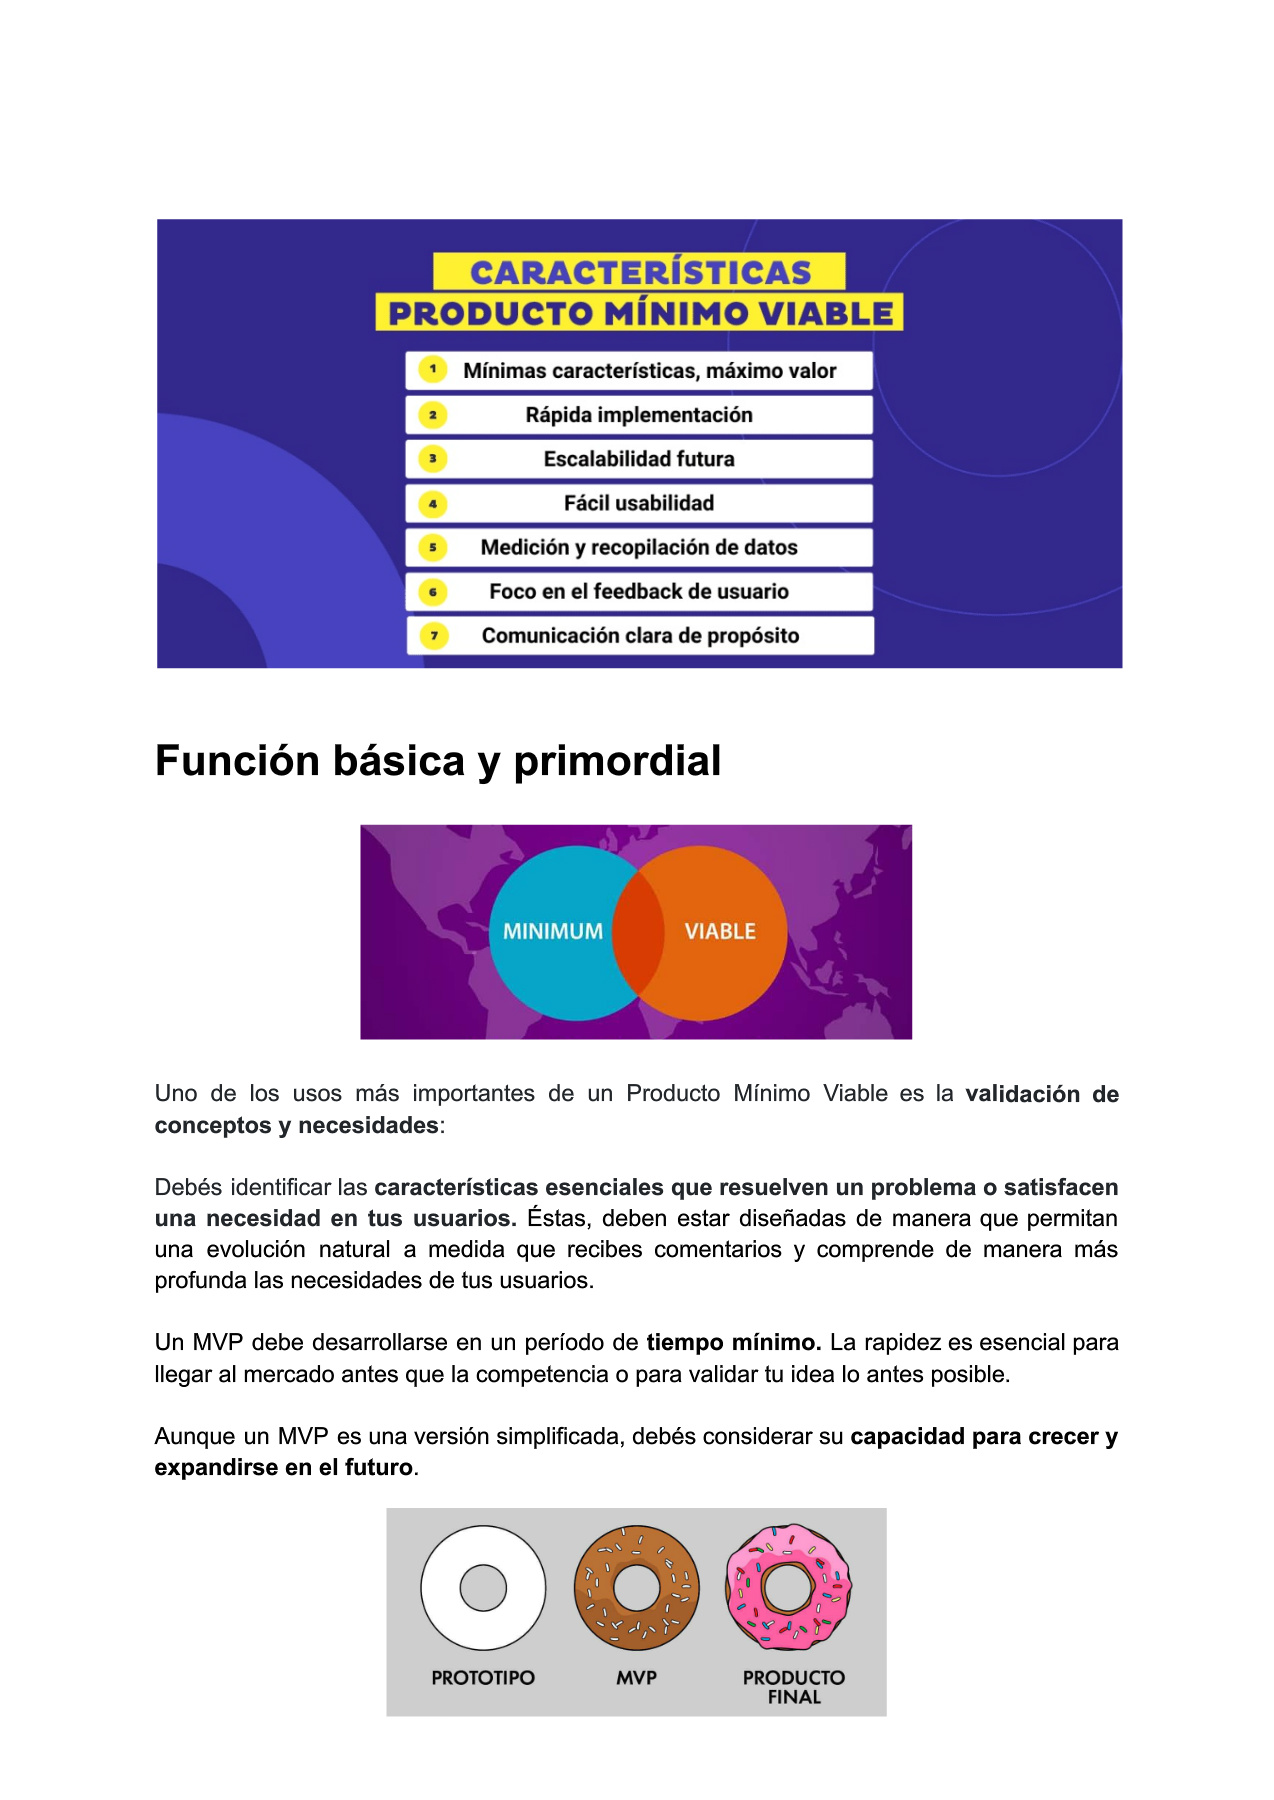 CARACTERÍSTICAS
PRODUCTO MÍNIMO VIABLE
1 Mínimas características, máximo valor
2 Rápida implementación
3 Escalabilidad futura
4 Fácil usabilidad
5 Medición y recopilación de datos
6 Foco en el feedback de usuario
7 Comunicación clara de propósito
Función básica y primordial
MINIMUM VIABLE
Uno de los usos más importantes de un Producto Mínimo Viable es la validación de
conceptos y necesidades:
Debés identificar las características esenciales que resuelven un problema o satisfacen
una necesidad en tus usuarios. Éstas, deben estar diseñadas de manera que permitan
una evolución natural a medida que recibes comentarios y comprende de manera más
profunda las necesidades de tus usuarios.
Un MVP debe desarrollarse en un período de tiempo mínimo. La rapidez es esencial para
llegar al mercado antes que la competencia o para validar tu idea lo antes posible.
Aunque un MVP es una versión simplificada, debés considerar su capacidad para crecer y
expandirse en el futuro.
PROTOTIPO MVP PRODUCTO
FINAL